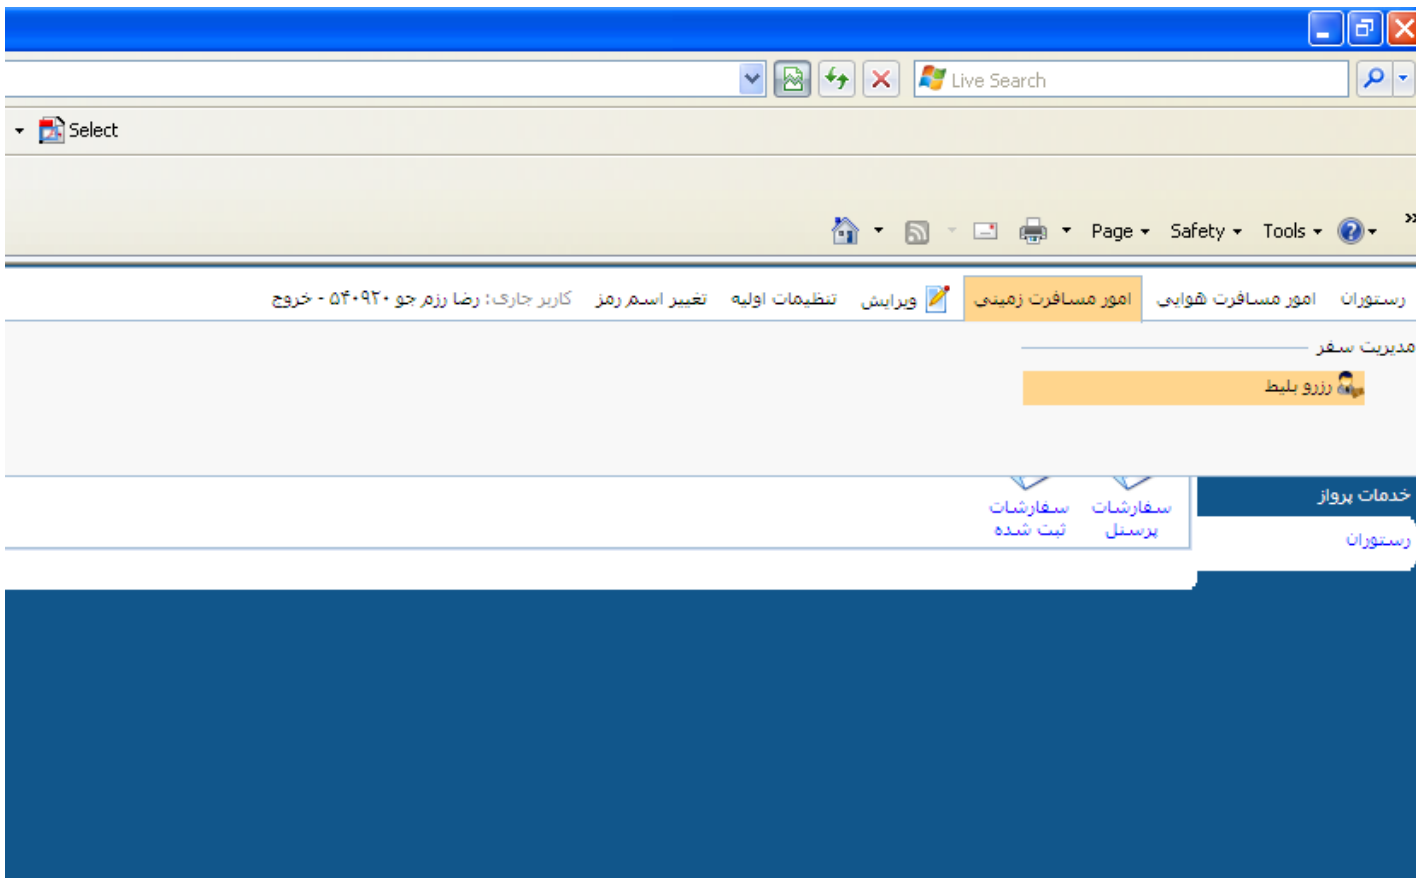 Live Search
Select
Page Safety Tools »
رستوران امور مسافرت هوایی امور مسافرت زمینی ویرایش تنظیمات اولیه تغییر اسم رمز کاربر جاری: رضا رزم جو ۵۴۰۹۲۰ - خروج
مدیریت سفر
رزرو بلیط
خدمات پرواز
رستوران
سفارشات پرسنل
سفارشات ثبت شده